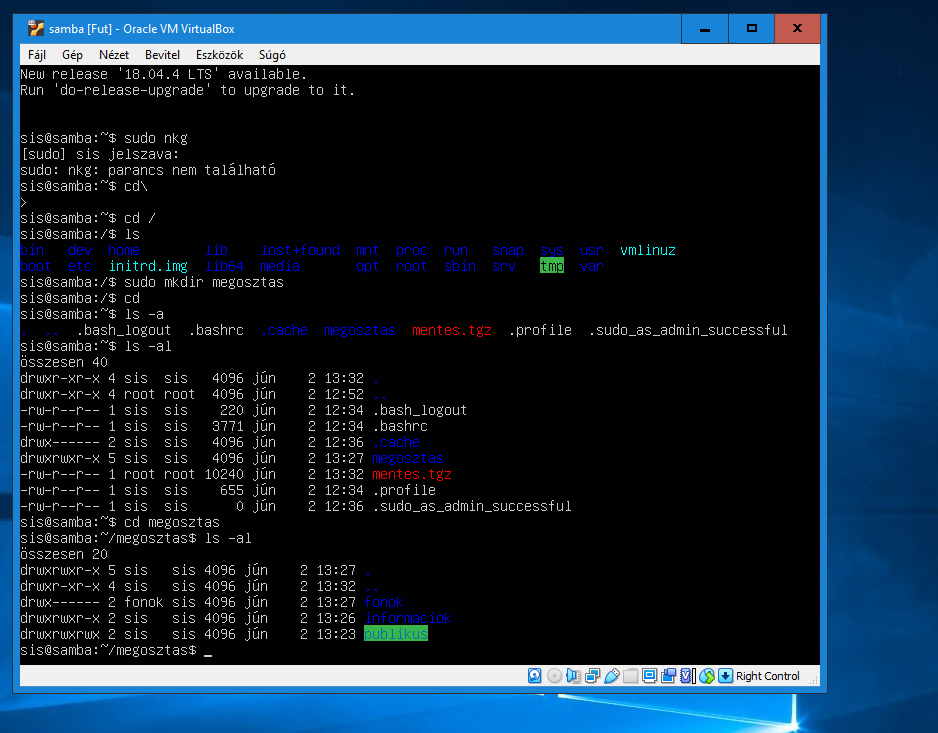 samba [Fut] - Oracle VM VirtualBox
Fájl Gép Nézet Bevitel Eszközök Súgó
New release '18.04.4 LTS' available.
Run 'do-release-upgrade' to upgrade to it.
sis@samba:~$ sudo nkg
[sudo] sis jelszava:
sudo: nkg: parancs nem található
sis@samba:~$ cd\
>
sis@samba:~$ cd /
sis@samba:/$ ls
bin dev home lib lost+found mnt proc run snap sys usr vmlinuz
boot etc initrd.img lib64 media opt root sbin srv tmp var
sis@samba:/$ sudo mkdir megosztas
sis@samba:/$ cd
sis@samba:~$ ls -a
. .. .bash_logout .bashrc .cache megosztas mentes.tgz .profile .sudo_as_admin_successful
sis@samba:~$ ls -al
összesen 40
drwxr-xr-x 4 sis sis 4096 jún 2 13:32 .
drwxr-xr-x 4 root root 4096 jún 2 12:52 ..
-rw-r--r-- 1 sis sis 220 jún 2 12:34 .bash_logout
-rw-r--r-- 1 sis sis 3771 jún 2 12:34 .bashrc
drwx------ 2 sis sis 4096 jún 2 12:36 .cache
drwxrwxr-x 5 sis sis 4096 jún 2 13:27 megosztas
-rw-r--r-- 1 root root 10240 jún 2 13:32 mentes.tgz
-rw-r--r-- 1 sis sis 655 jún 2 12:34 .profile
-rw-r--r-- 1 sis sis 0 jún 2 12:36 .sudo_as_admin_successful
sis@samba:~$ cd megosztas
sis@samba:~/megosztas$ ls -al
összesen 20
drwxrwxr-x 5 sis sis 4096 jún 2 13:27 .
drwxr-xr-x 4 sis sis 4096 jún 2 13:32 ..
drwx------ 2 fonok sis 4096 jún 2 13:27 fonok
drwxrwxr-x 2 sis sis 4096 jún 2 13:26 informaciok
drwxrwxrwx 2 sis sis 4096 jún 2 13:23 publikus
sis@samba:~/megosztas$ _
Right Control